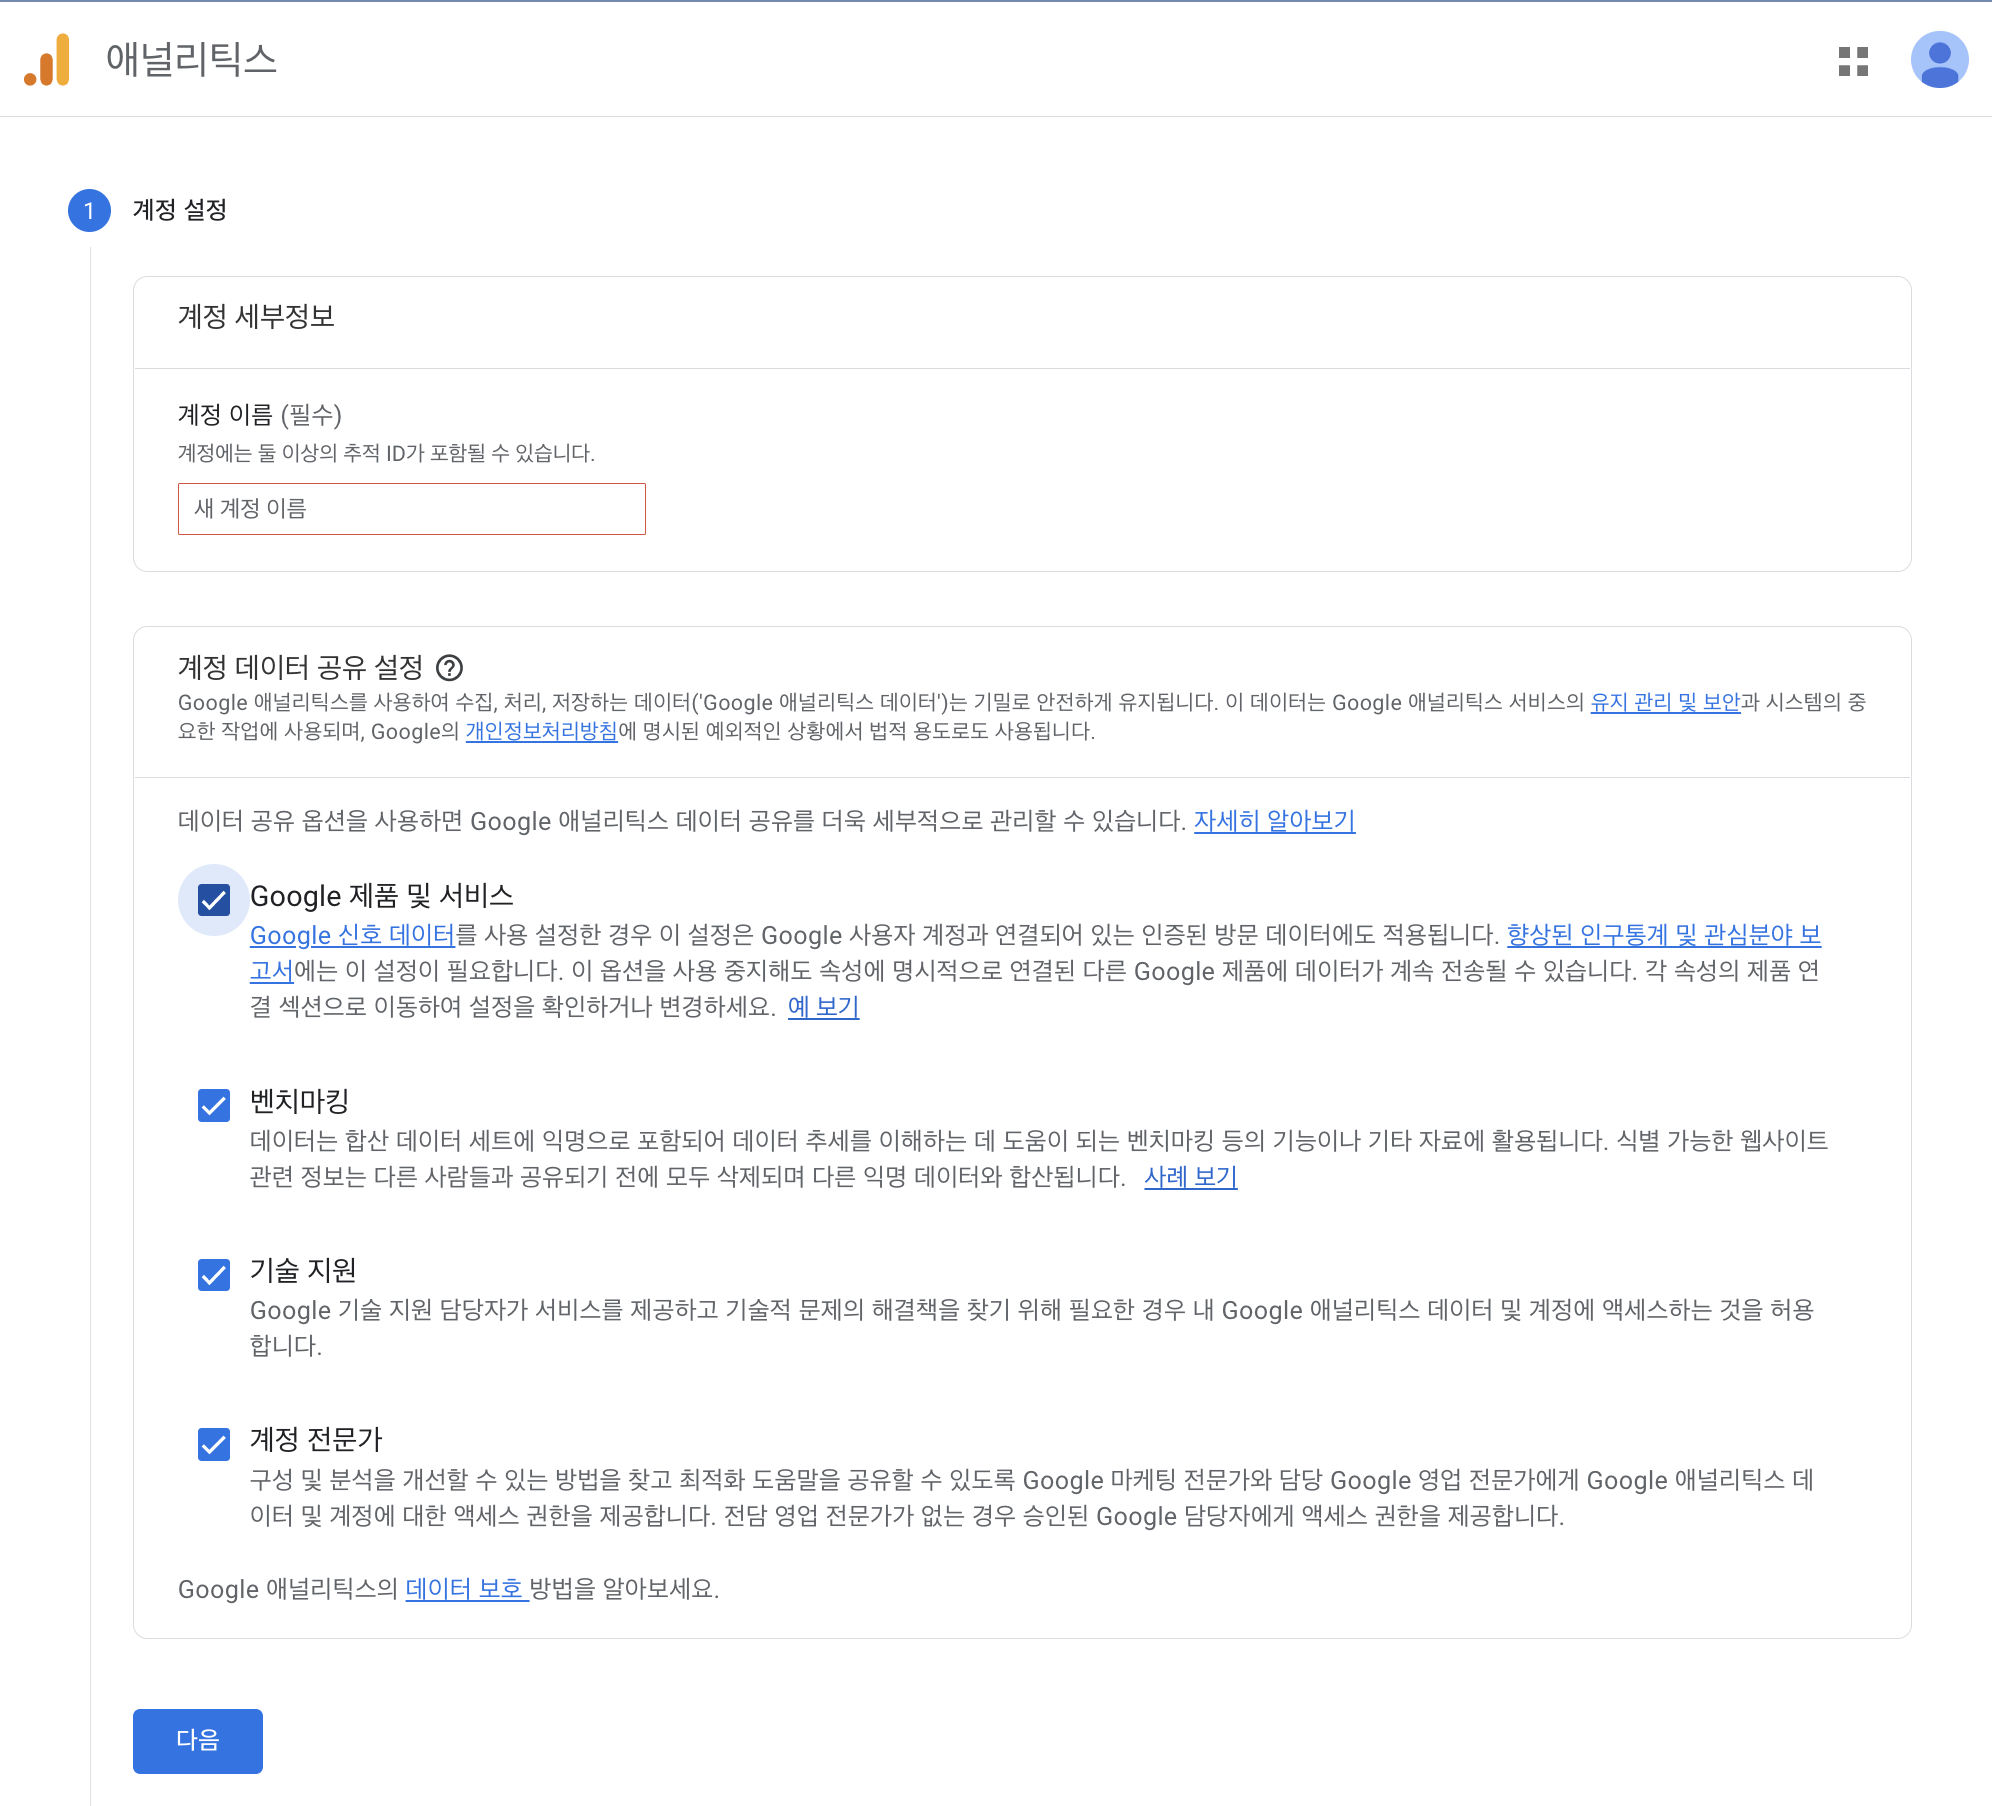 애널리틱스
1 계정 설정
계정 세부정보
계정 이름 (필수)
계정에는 둘 이상의 추적 ID가 포함될 수 있습니다.
새 계정 이름
계정 데이터 공유 설정 ?
Google 애널리틱스를 사용하여 수집, 처리, 저장하는 데이터('Google 애널리틱스 데이터')는 기밀로 안전하게 유지됩니다. 이 데이터는 Google 애널리틱스 서비스의 유지 관리 및 보안과 시스템의 중
요한 작업에 사용되며, Google의 개인정보처리방침에 명시된 예외적인 상황에서 법적 용도로도 사용됩니다.
데이터 공유 옵션을 사용하면 Google 애널리틱스 데이터 공유를 더욱 세부적으로 관리할 수 있습니다. 자세히 알아보기
Google 제품 및 서비스
Google 신호 데이터를 사용 설정한 경우 이 설정은 Google 사용자 계정과 연결되어 있는 인증된 방문 데이터에도 적용됩니다. 향상된 인구통계 및 관심분야 보
고서에는 이 설정이 필요합니다. 이 옵션을 사용 중지해도 속성에 명시적으로 연결된 다른 Google 제품에 데이터가 계속 전송될 수 있습니다. 각 속성의 제품 연
결 섹션으로 이동하여 설정을 확인하거나 변경하세요. 예 보기
벤치마킹
데이터는 합산 데이터 세트에 익명으로 포함되어 데이터 추세를 이해하는 데 도움이 되는 벤치마킹 등의 기능이나 기타 자료에 활용됩니다. 식별 가능한 웹사이트
관련 정보는 다른 사람들과 공유되기 전에 모두 삭제되며 다른 익명 데이터와 합산됩니다. 사례 보기
기술 지원
Google 기술 지원 담당자가 서비스를 제공하고 기술적 문제의 해결책을 찾기 위해 필요한 경우 내 Google 애널리틱스 데이터 및 계정에 액세스하는 것을 허용
합니다.
계정 전문가
구성 및 분석을 개선할 수 있는 방법을 찾고 최적화 도움말을 공유할 수 있도록 Google 마케팅 전문가와 담당 Google 영업 전문가에게 Google 애널리틱스 데
이터 및 계정에 대한 액세스 권한을 제공합니다. 전담 영업 전문가가 없는 경우 승인된 Google 담당자에게 액세스 권한을 제공합니다.
Google 애널리틱스의 데이터 보호 방법을 알아보세요.
다음